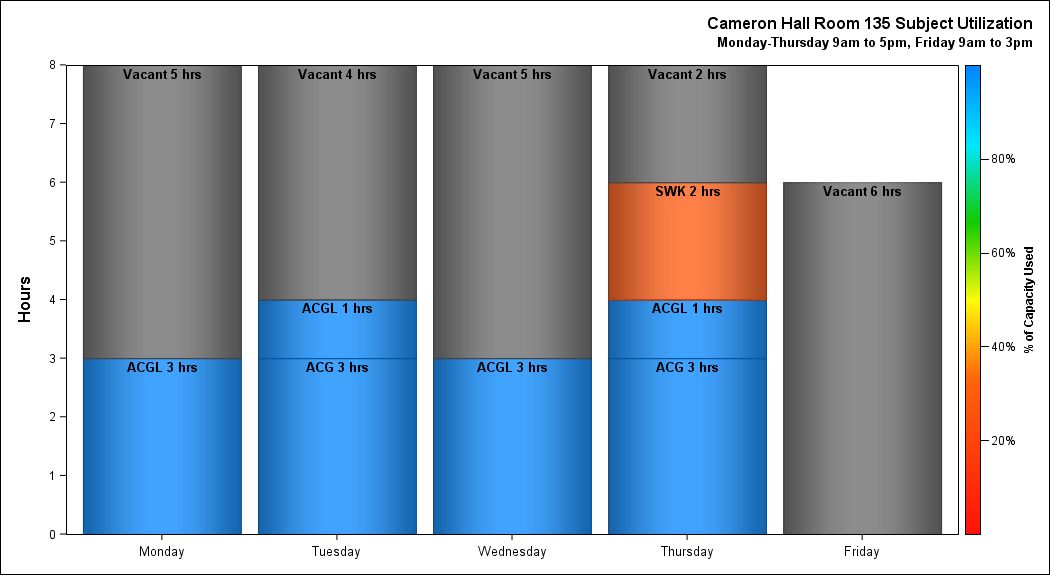 Cameron Hall Room 135 Subject Utilization
Monday-Thursday 9am to 5pm, Friday 9am to 3pm
Hours
8
7
6
5
4
3
2
1
0
Vacant 5 hrs
ACGL 3 hrs
Vacant 4 hrs
ACGL 1 hrs
ACG 3 hrs
Vacant 5 hrs
ACGL 3 hrs
Vacant 2 hrs
SWK 2 hrs
ACGL 1 hrs
ACG 3 hrs
Vacant 6 hrs
Monday
Tuesday
Wednesday
Thursday
Friday
80%
60%
40%
20%
% of Capacity Used